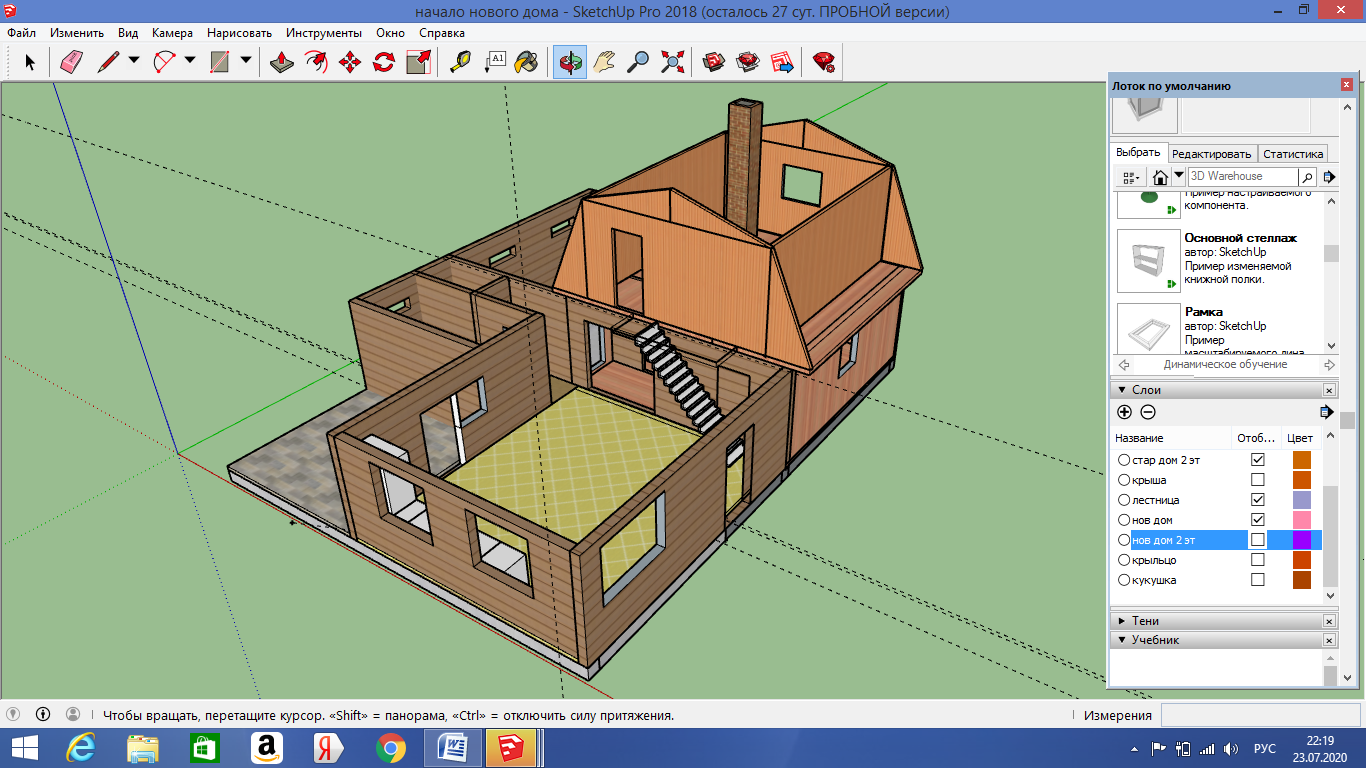 начало нового дома - SketchUp Pro 2018 (осталось 27 сут. ПРОБНОЙ версии)
Файл Изменить Вид Камера Нарисовать Инструменты Окно Справка
A1
Лоток по умолчанию
Выбрать Редактировать Статистика
3D Warehouse
Пример настраиваемого
компонента.
Основной стеллаж
автор: SketchUp
Пример изменяемой
книжной полки.
Рамка
автор: SketchUp
Пример
масштабируемого дина
Динамическое обучение
Слои
Название Отоб... Цвет
стар дом 2 эт
крыша
лестница
нов дом
нов дом 2 эт
крыльцо
кукушка
Тени
Учебник
Чтобы вращать, перетащите курсор. «Shift» = панорама, «Ctrl» = отключить силу притяжения.
Измерения
РУС
22:19
23.07.2020